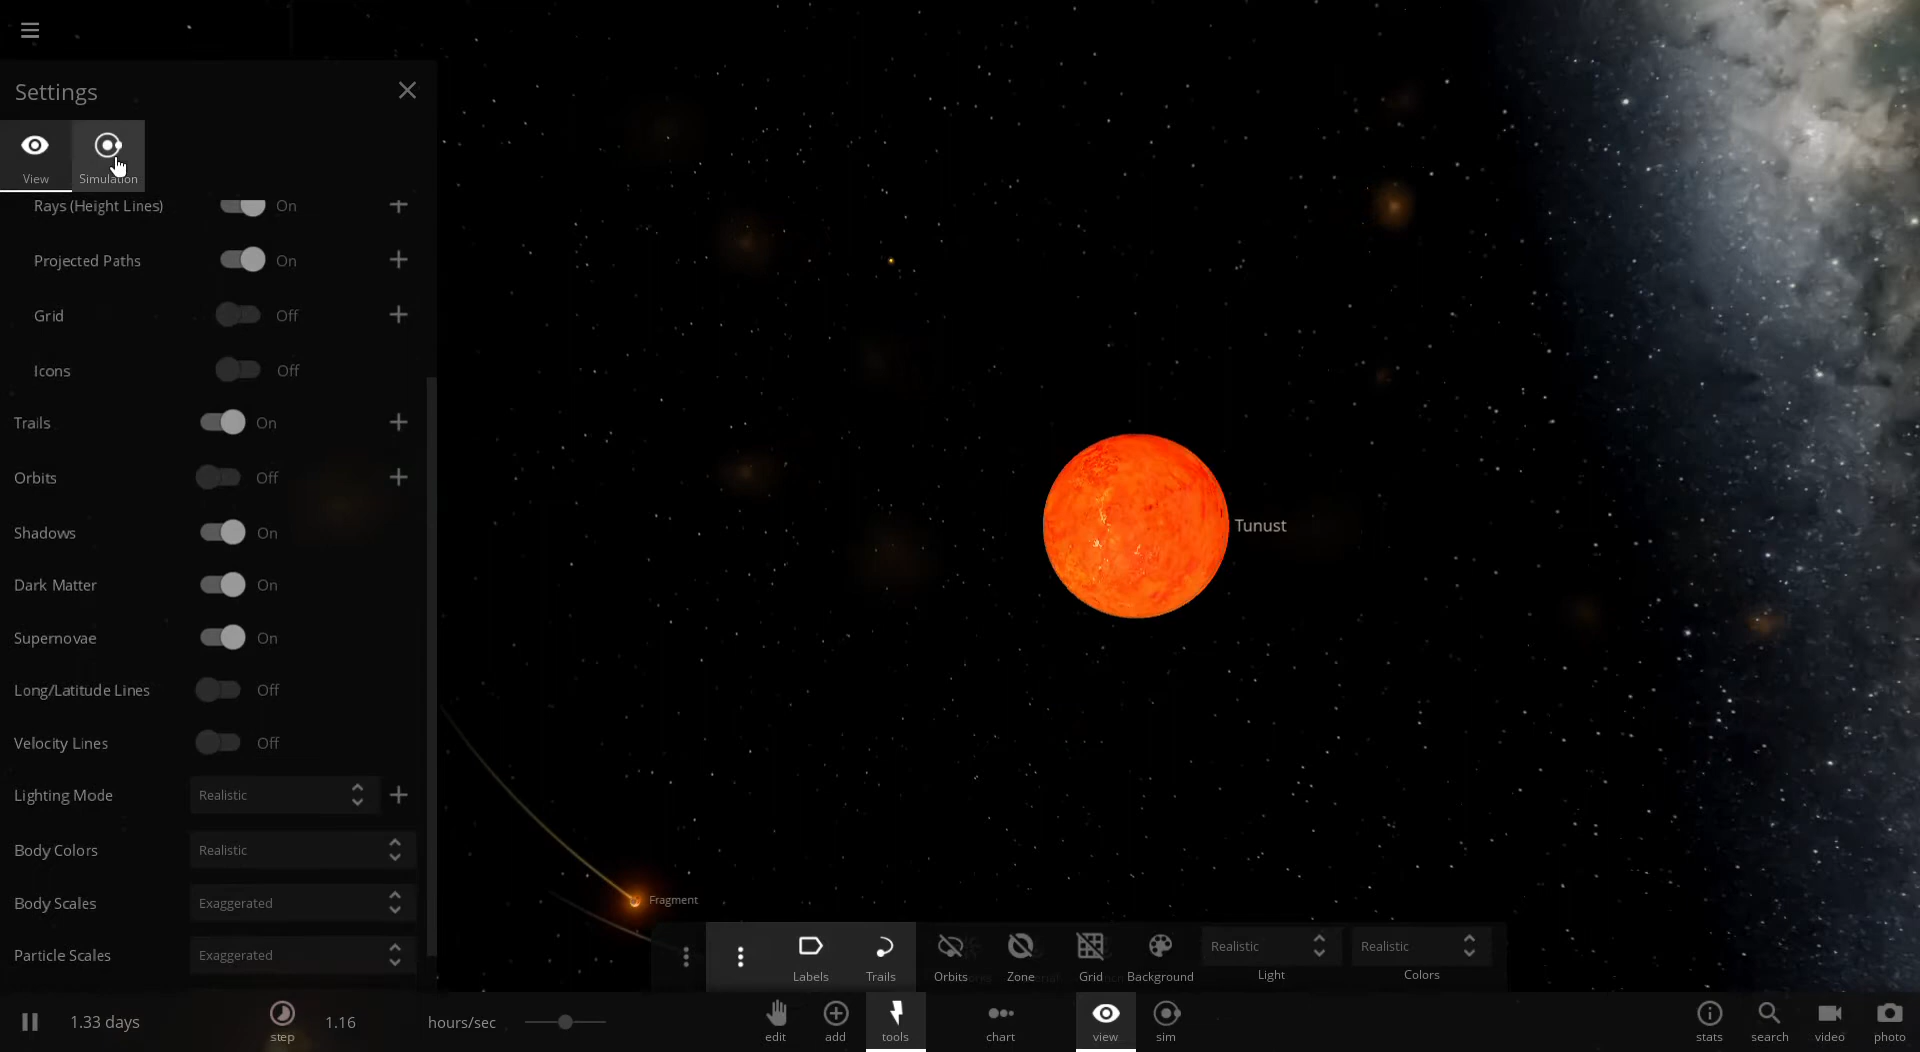 Settings
View
Simulation
Rays (Height Lines) On
Projected Paths On
Grid Off
Icons Off
Trails On
Orbits Off
Shadows On
Dark Matter On
Supernovae On
Long/Latitude Lines Off
Velocity Lines Off
Lighting Mode Realistic
Body Colors Realistic
Body Scales Exaggerated
Particle Scales Exaggerated
Tunust
Fragment
Labels
Trails
Orbits
Zone
Grid
Background
Realistic
Light
Realistic
Colors
1.33 days
step
1.16
hours/sec
edit
add
tools
chart
view
sim
stats
search
video
photo